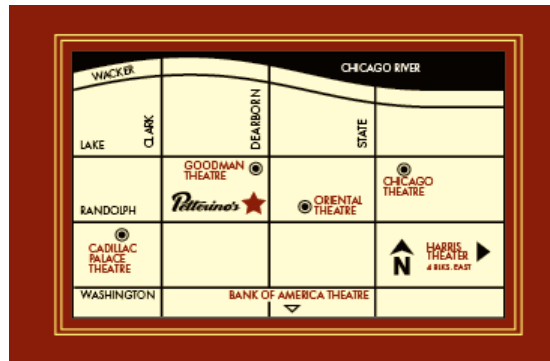 WACKER
CHICAGO RIVER
LAKE
CLARK
DEARBORN
STATE
GOODMAN
THEATRE
CHICAGO
THEATRE
RANDOLPH
Petterino's
ORIENTAL
THEATRE
CADILLAC
PALACE
THEATRE
N
HARRIS
THEATER
4 BLKS. EAST
WASHINGTON
BANK OF AMERICA THEATRE